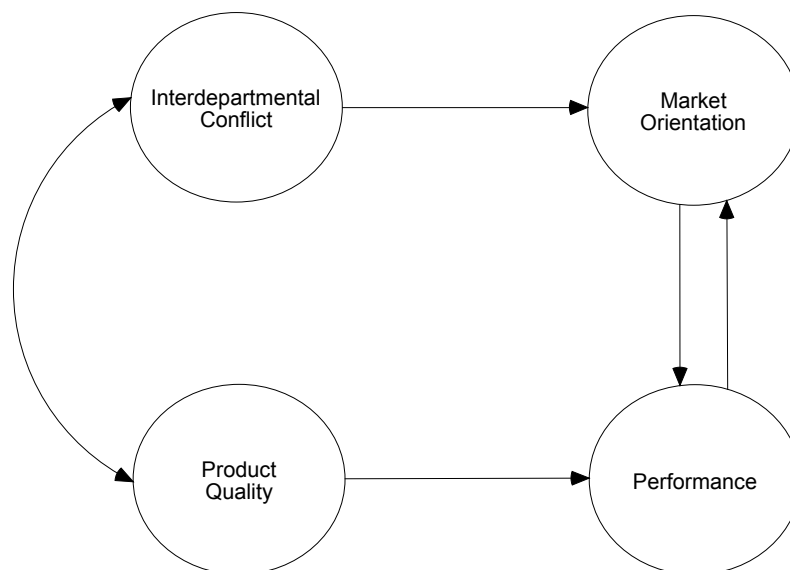 Interdepartmental
Conflict
Market
Orientation
Product
Quality
Performance